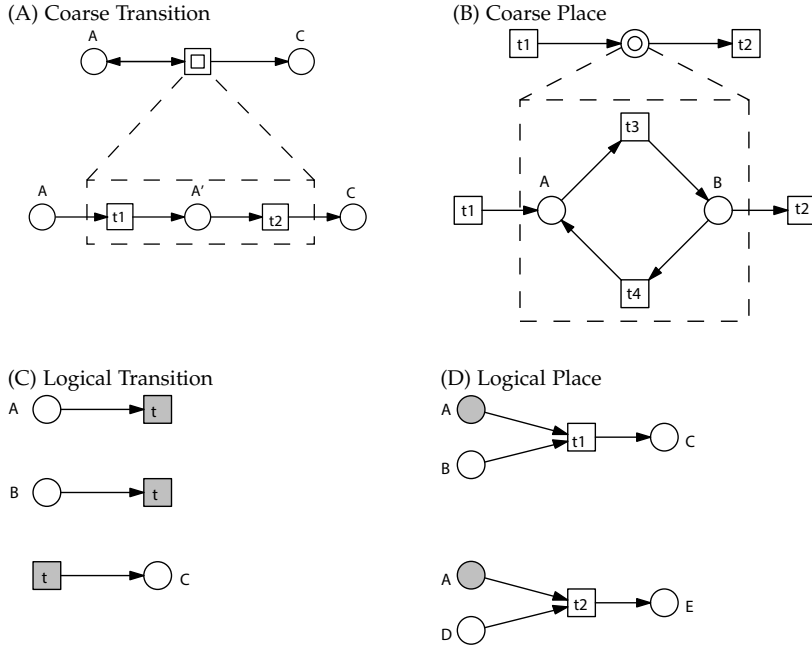 (A) Coarse Transition
A
C
A
A′
C
t1
t2
(B) Coarse Place
t1
t2
t3
A
B
t1
t2
t4
(C) Logical Transition
A
t
B
t
t
C
(D) Logical Place
A
t1
C
B
A
t2
E
D